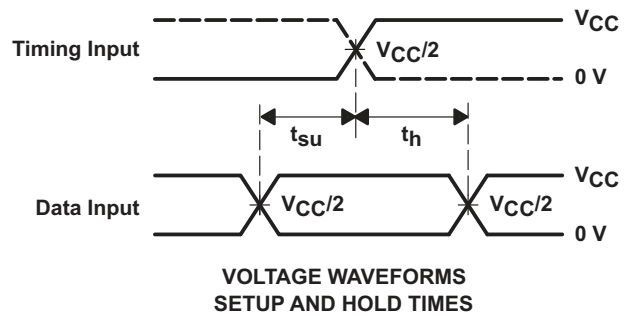 VCC
Timing Input
VCC/2
0 V
tsu
th
VCC
Data Input
VCC/2
VCC/2
0 V
VOLTAGE WAVEFORMS
SETUP AND HOLD TIMES